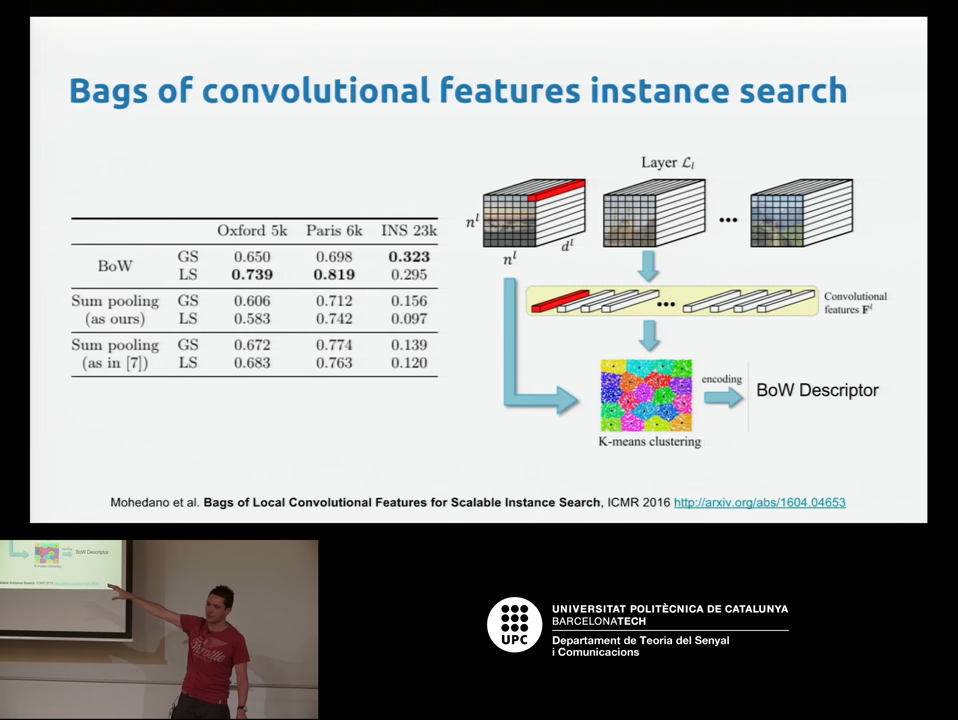 Bags of convolutional features instance search
Oxford 5k Paris 6k INS 23k
BoW GS 0.650 0.698 0.323
LS 0.739 0.819 0.295
Sum pooling GS 0.606 0.712 0.156
(as ours) LS 0.583 0.742 0.097
Sum pooling GS 0.672 0.774 0.139
(as in [7]) LS 0.683 0.763 0.120
Layer ℒₗ
nˡ
dˡ
nˡ
...
...
Convolutional
features Fˡ
encoding
BoW Descriptor
K-means clustering
Mohedano et al. Bags of Local Convolutional Features for Scalable Instance Search, ICMR 2016 http://arxiv.org/abs/1604.04653
BoW Descriptor
UPC
UNIVERSITAT POLITÈCNICA DE CATALUNYA
BARCELONATECH
Departament de Teoria del Senyal
i Comunicacions